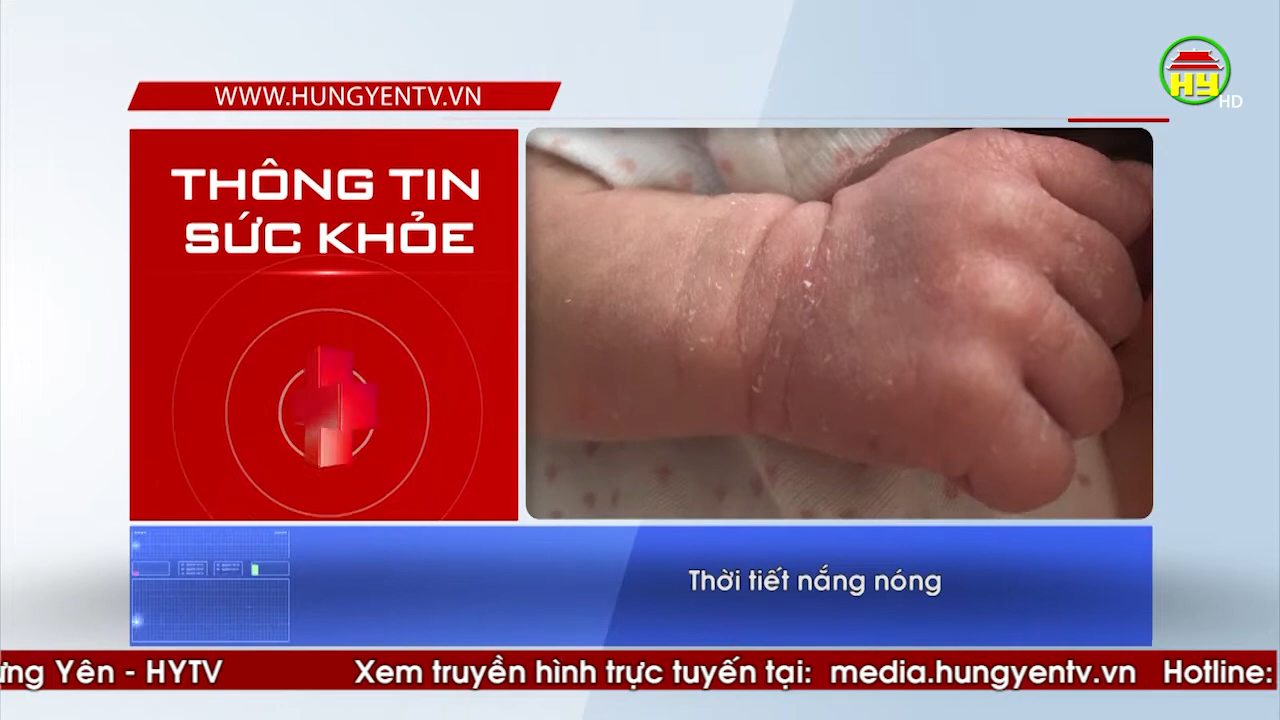 WWW.HUNGYENTV.VN
HY
HD
THÔNG TIN
SỨC KHỎE
Thời tiết nắng nóng
ưng Yên - HYTV Xem truyền hình trực tuyến tại: media.hungyentv.vn Hotline: